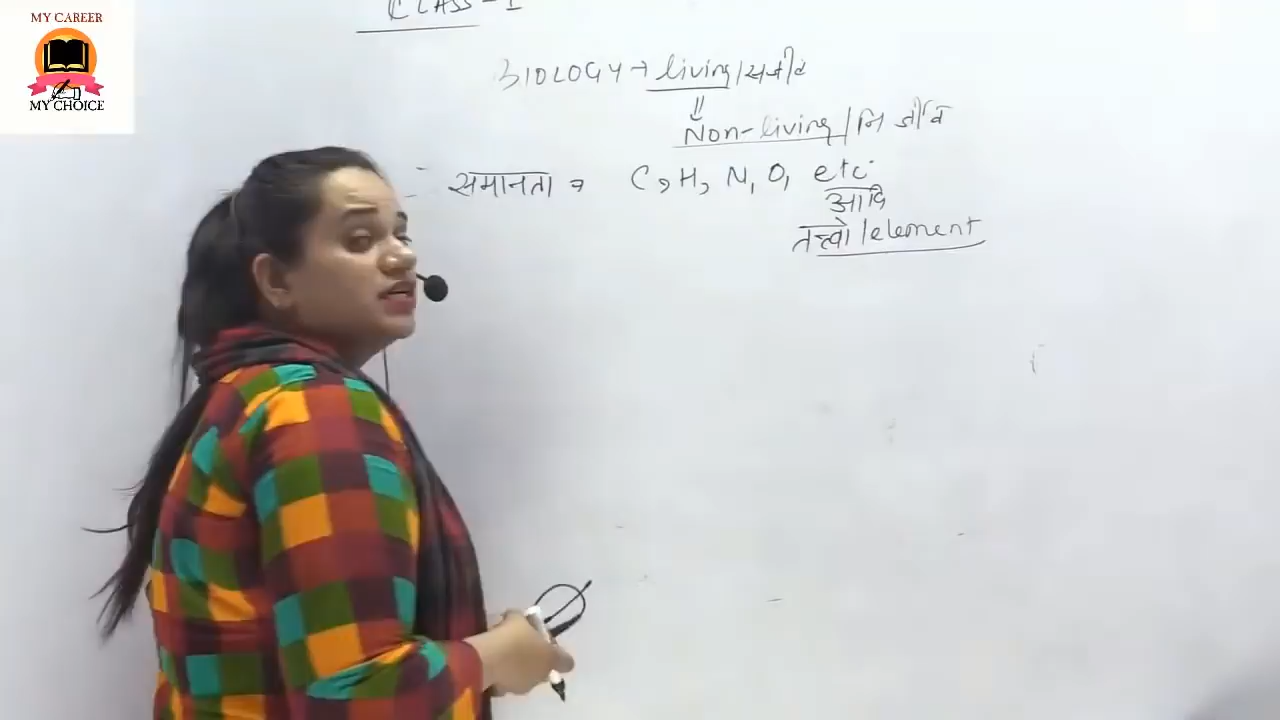 MY CAREER
MY CHOICE
CLASS - I
BIOLOGY → living/सजीव
Non-living/निर्जीव
समानता → C, H, N, O, etc.
आदि
तत्त्वो/element